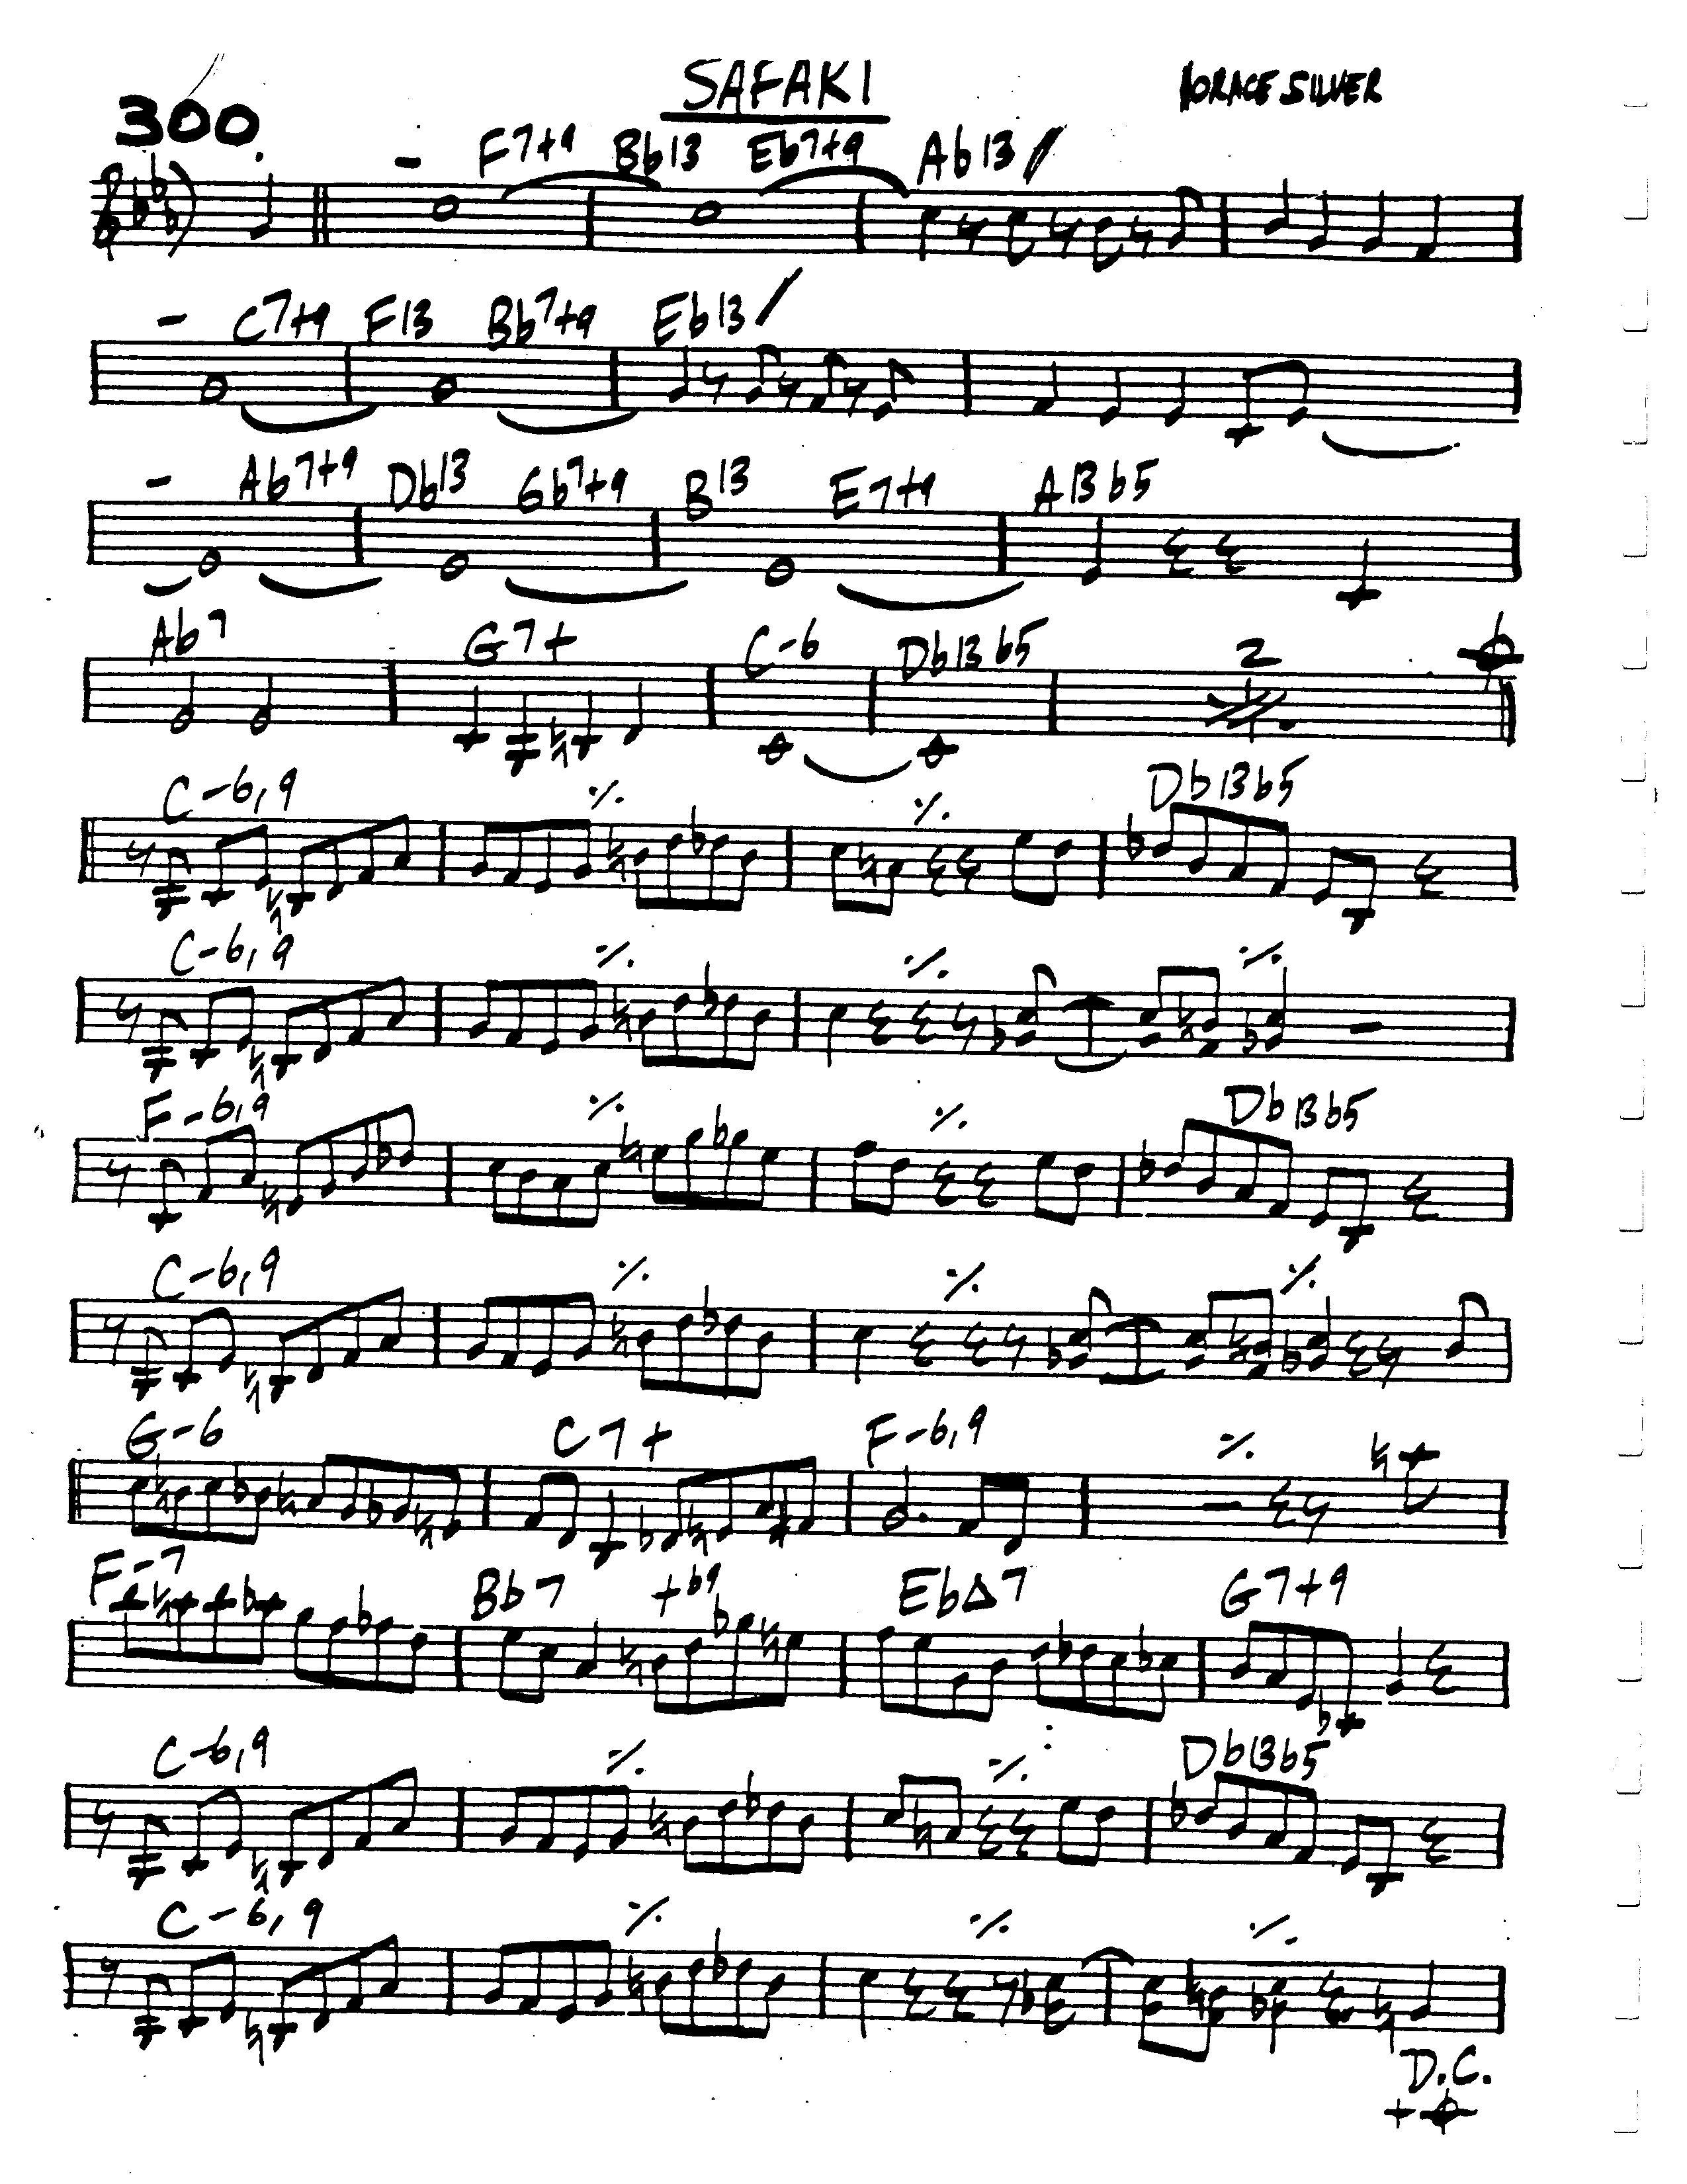 SAFARI
HORACE SILVER
300.
- F7+9 Bb13 Eb7+9 Ab13 //
- C7+9 F13 Bb7+9 Eb13 /
- Ab7+9 Db13 Gb7+9 B13 E7+9 A13b5
Ab7 G7+ C-6 Db13b5 2
C-6,9 ٪ ٪ Db13b5
C-6,9 ٪ ٪ ٪
F-6,9 ٪ ٪ Db13b5
C-6,9 ٪ ٪ ٪
G-6 C7+ F-6,9 ٪
F-7 Bb7 +b9 EbΔ7 G7+9
C-6,9 ٪ ٪ Db13b5
C-6,9 ٪ ٪ ٪
D.C.
+